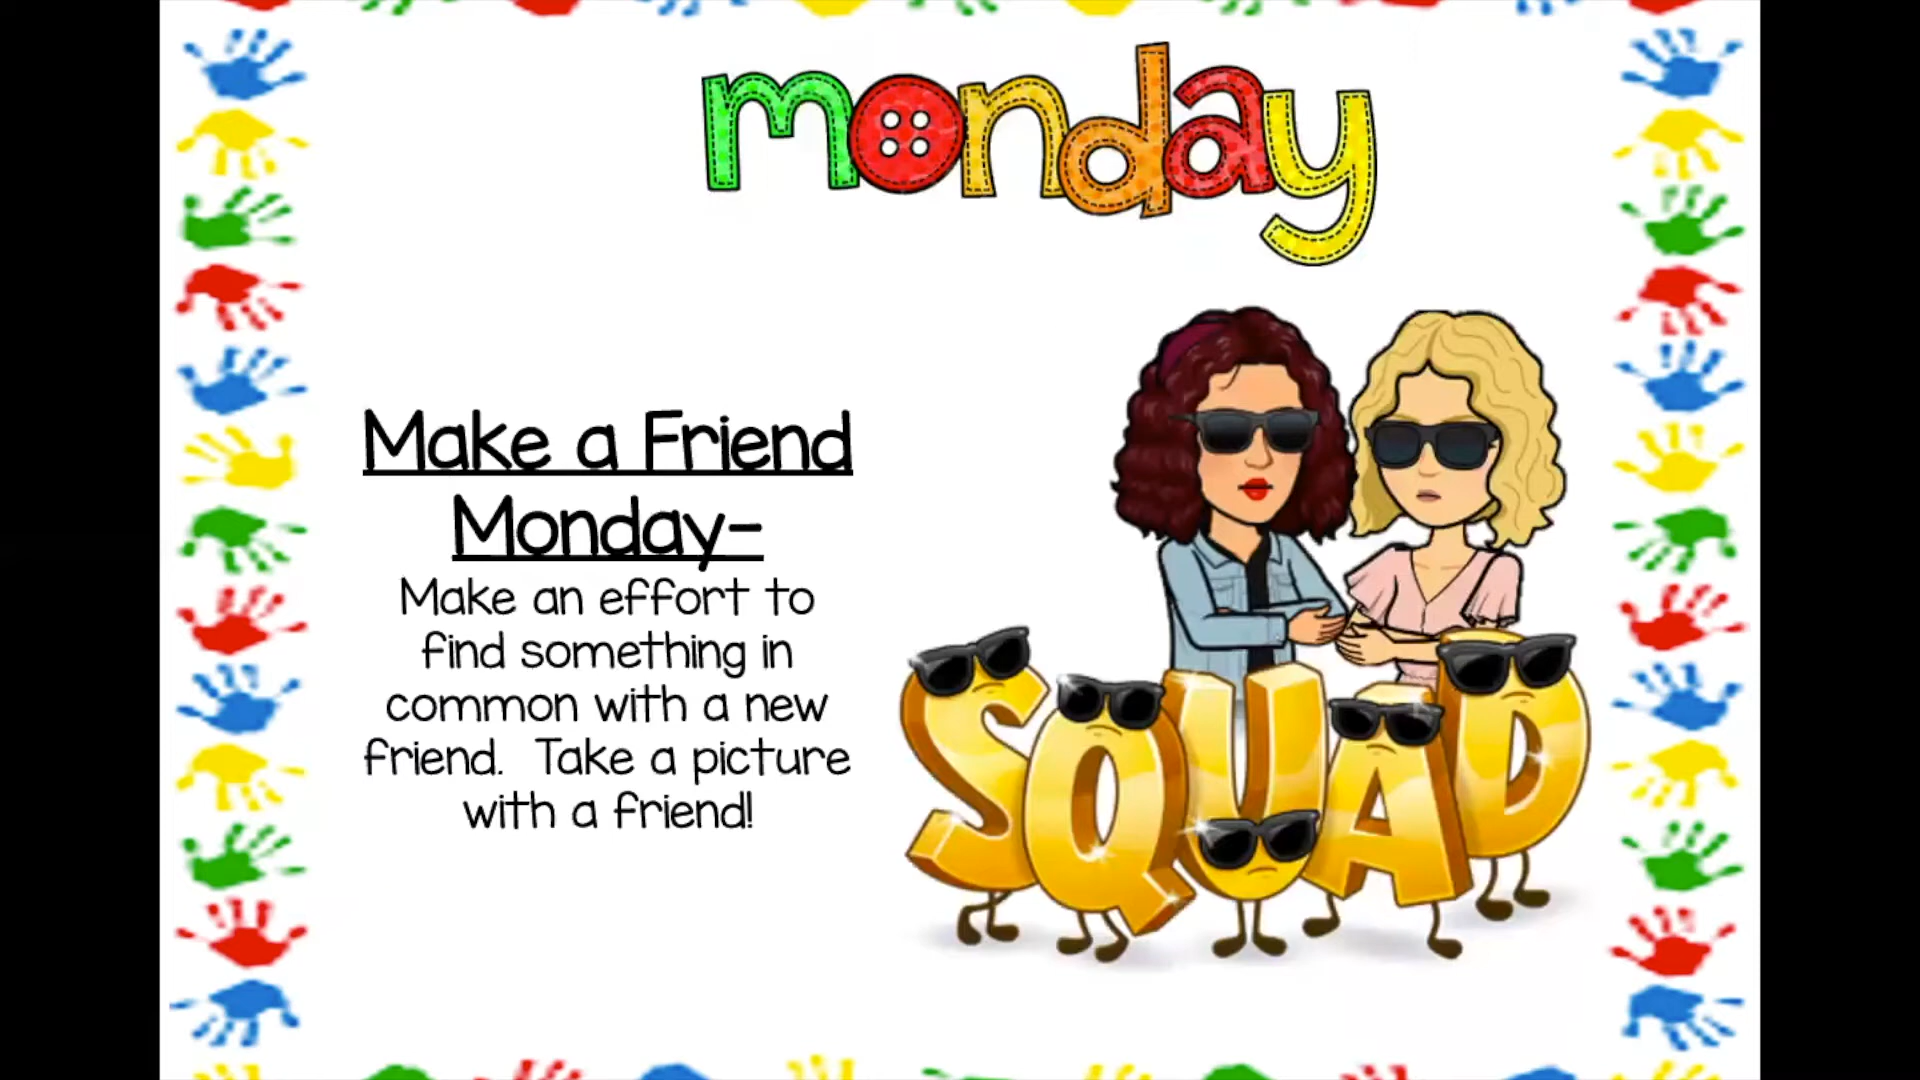 monday
Make a Friend
Monday-
Make an effort to
find something in
common with a new
friend.  Take a picture
with a friend!
SQUAD